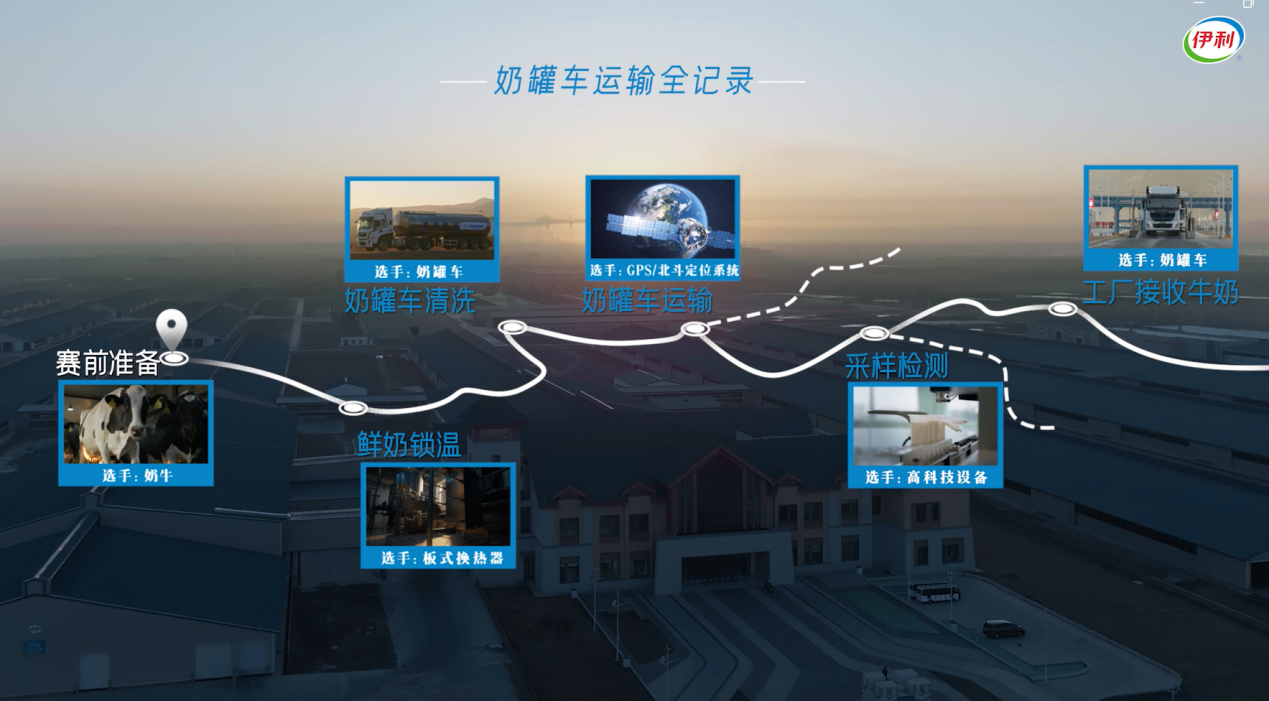 伊利
奶罐车运输全记录
选手：奶罐车
奶罐车清洗
选手：GPS/北斗定位系统
奶罐车运输
选手：奶罐车
工厂接收牛奶
赛前准备
选手：奶牛
鲜奶锁温
选手：板式换热器
采样检测
选手：高科技设备